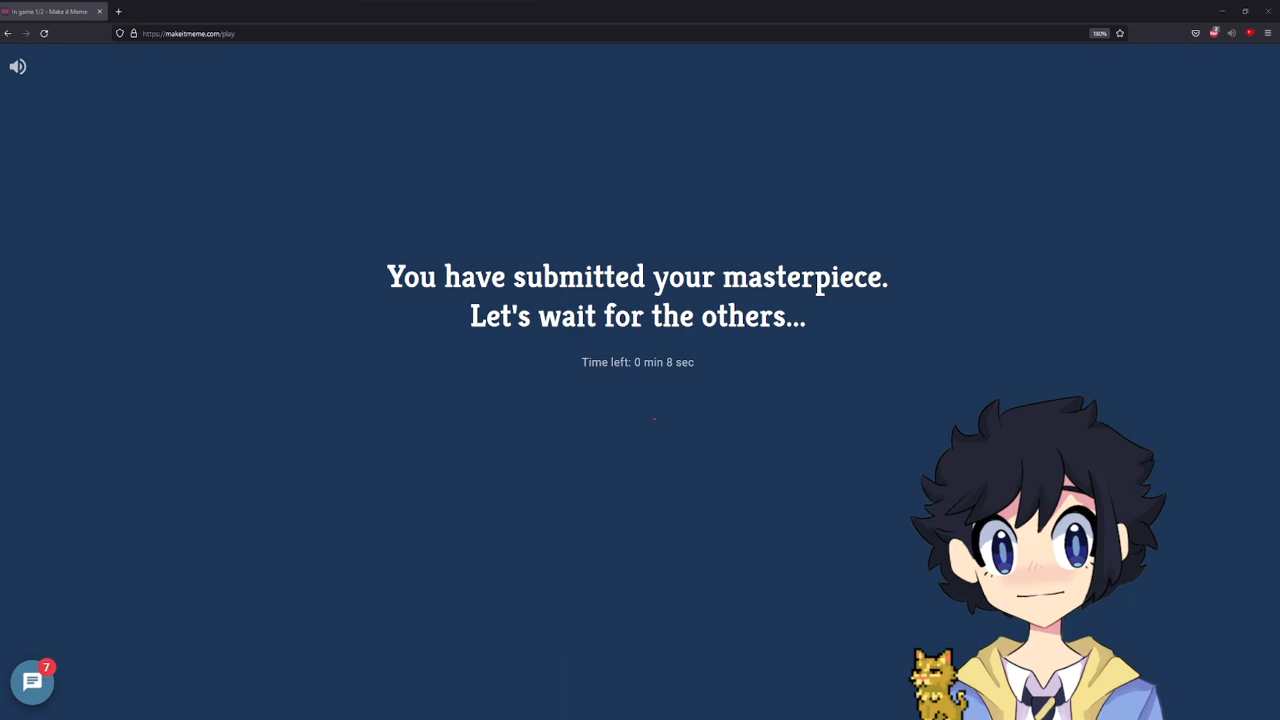 In game 1/2 - Make it Meme
https://makeitmeme.com/play
180%
You have submitted your masterpiece.
Let's wait for the others...
Time left: 0 min 8 sec
7